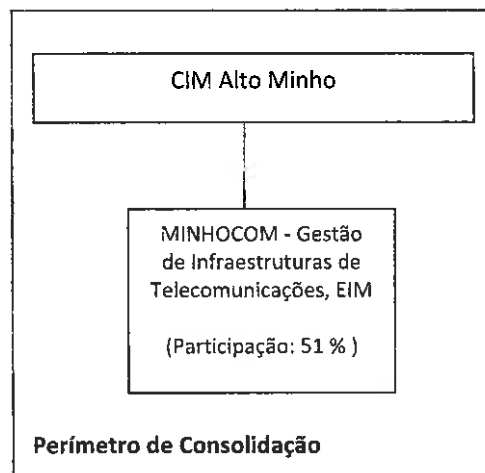 CIM Alto Minho
MINHOCOM - Gestão
de Infraestruturas de
Telecomunicações, EIM
(Participação: 51 % )
Perímetro de Consolidação